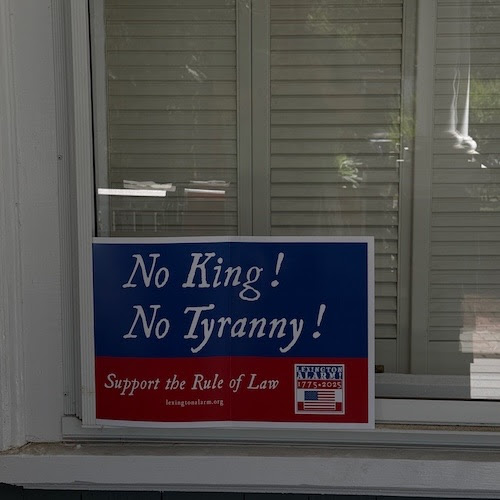 No King!
No Tyranny!
Support the Rule of Law
lexingtonalarm.org
LEXINGTON
ALARM!
1775-2025